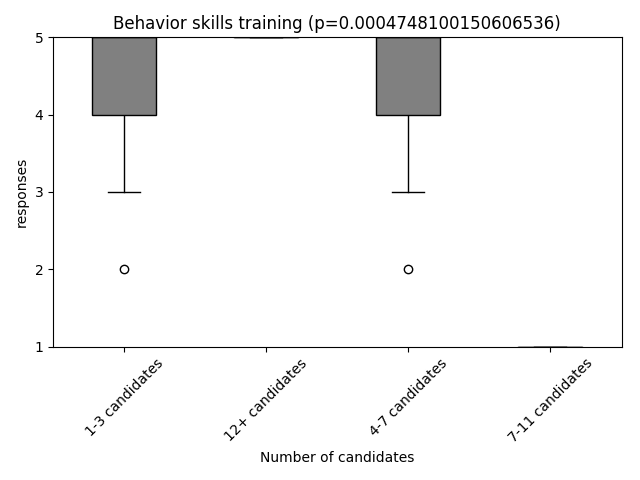 Behavior skills training (p=0.0004748100150606536)
5
4
3
2
1
responses
1-3 candidates
12+ candidates
4-7 candidates
7-11 candidates
Number of candidates